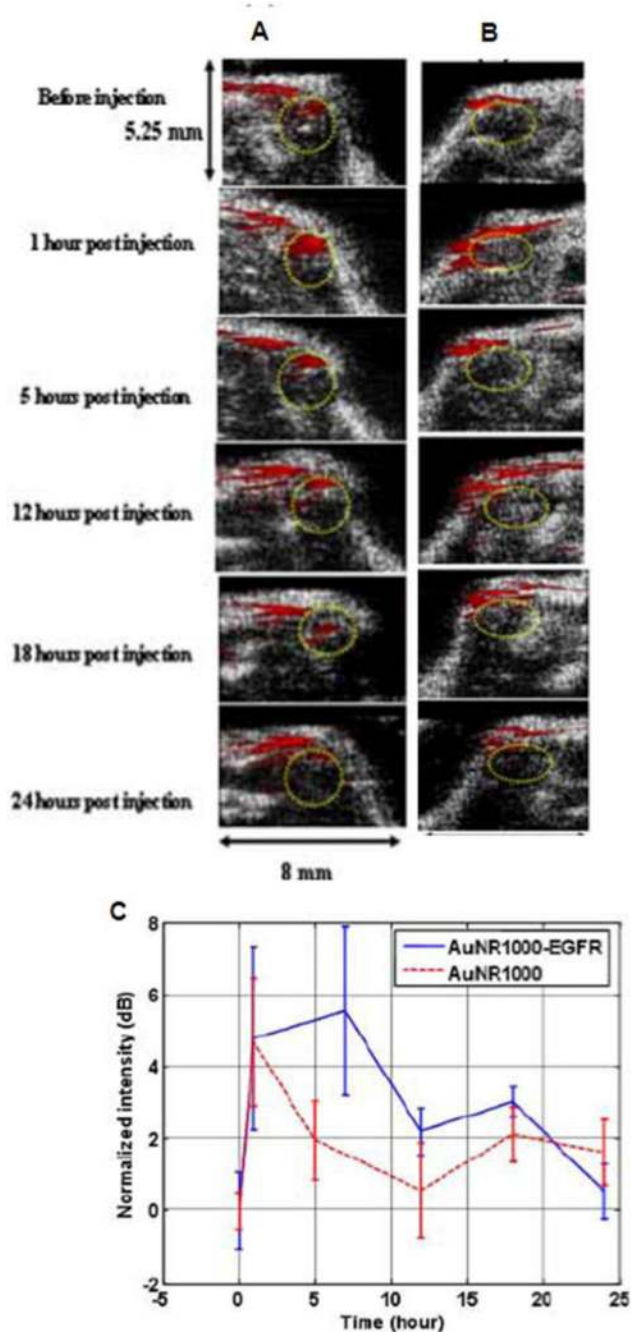 A B
Before injection
5.25 mm
1 hour post injection
5 hours post injection
12 hours post injection
18 hours post injection
24 hours post injection
8 mm
C
8
6
4
2
0
-2
-5 0 5 10 15 20 25
Normalized intensity (dB)
Time (hour)
AuNR1000-EGFR
AuNR1000